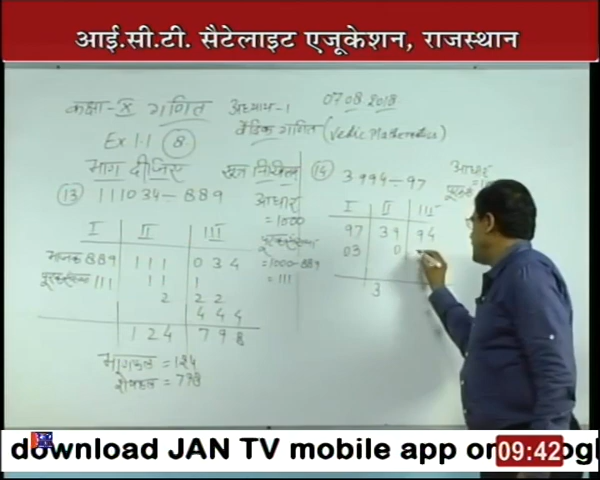 आई.सी.टी. सैटेलाइट एजूकेशन, राजस्थान
कक्षा-X गणित अध्याय-1 07.08.2018
Ex 1.1 8 वैदिक गणित (Vedic Mathematics)
भाग दीजिए सूत्र निखिलं
13 111034÷889
आधार
=1000
पूरक संख्या
=1000-889
=111
I II III
भाजक 889 111 034
पूरकसंख्या 111 11 1
2 22
444
124 798
भागफल = 124
शेषफल = 798
14 3994÷97
आधार
I II III
97 39 94
03 0
3
download JAN TV mobile app on
09:42